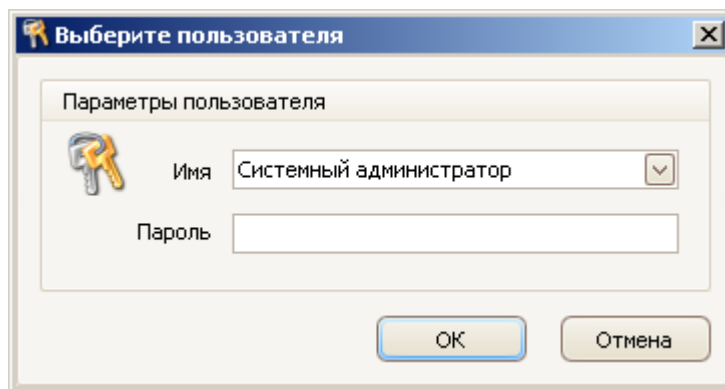 Выберите пользователя
Параметры пользователя
Имя Системный администратор
Пароль
ОК Отмена